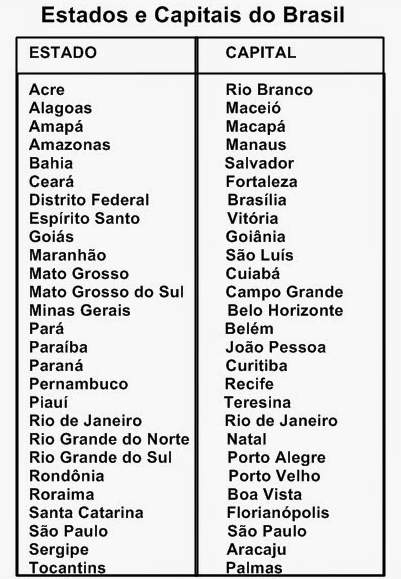 Estados e Capitais do Brasil
ESTADO CAPITAL
Acre Rio Branco
Alagoas Maceió
Amapá Macapá
Amazonas Manaus
Bahia Salvador
Ceará Fortaleza
Distrito Federal Brasília
Espírito Santo Vitória
Goiás Goiânia
Maranhão São Luís
Mato Grosso Cuiabá
Mato Grosso do Sul Campo Grande
Minas Gerais Belo Horizonte
Pará Belém
Paraíba João Pessoa
Paraná Curitiba
Pernambuco Recife
Piauí Teresina
Rio de Janeiro Rio de Janeiro
Rio Grande do Norte Natal
Rio Grande do Sul Porto Alegre
Rondônia Porto Velho
Roraima Boa Vista
Santa Catarina Florianópolis
São Paulo São Paulo
Sergipe Aracaju
Tocantins Palmas